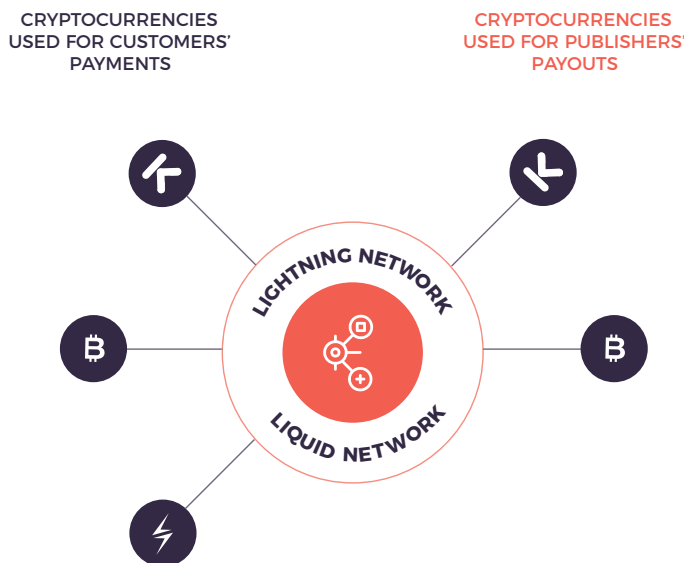 CRYPTOCURRENCIES
USED FOR CUSTOMERS’
PAYMENTS
CRYPTOCURRENCIES
USED FOR PUBLISHERS’
PAYOUTS
LIGHTNING NETWORK
LIQUID NETWORK